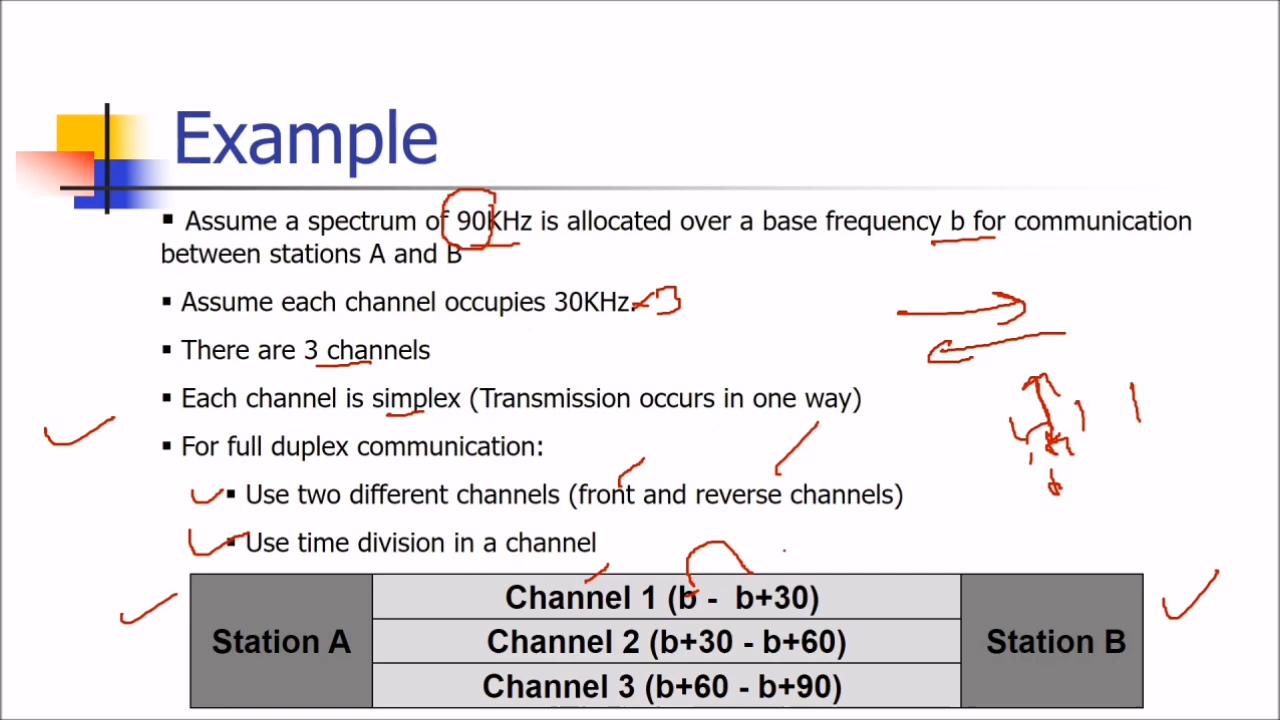 Example
▪ Assume a spectrum of 90KHz is allocated over a base frequency b for communication
between stations A and B
▪ Assume each channel occupies 30KHz.
3
▪ There are 3 channels
▪ Each channel is simplex (Transmission occurs in one way)
▪ For full duplex communication:
▪ Use two different channels (front and reverse channels)
▪ Use time division in a channel
Channel 1 (b - b+30)
Station A
Channel 2 (b+30 - b+60)
Station B
Channel 3 (b+60 - b+90)